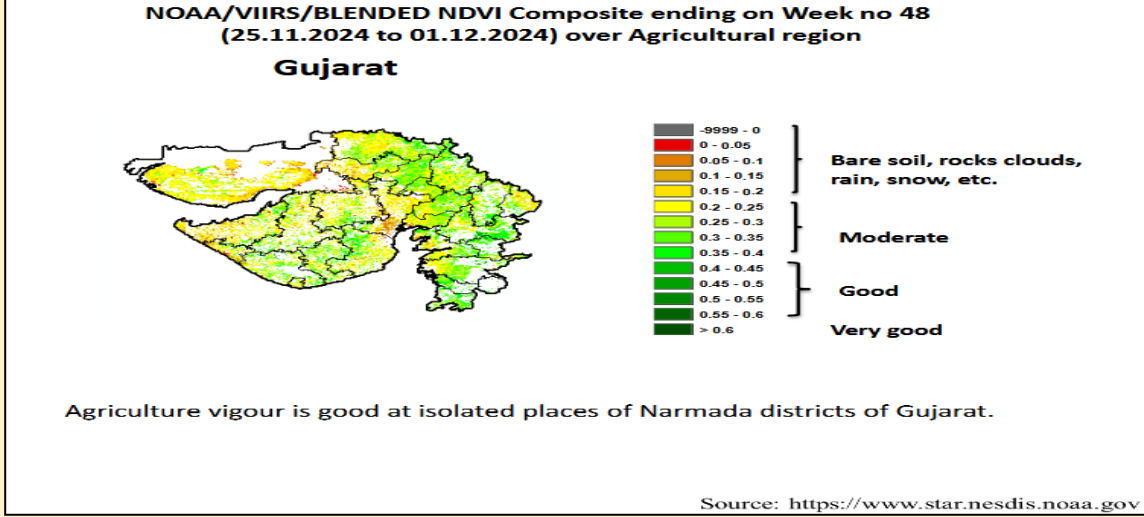 NOAA/VIIRS/BLENDED NDVI Composite ending on Week no 48
(25.11.2024 to 01.12.2024) over Agricultural region
Gujarat
-9999 - 0
0 - 0.05
0.05 - 0.1
0.1 - 0.15
0.15 - 0.2
0.2 - 0.25
0.25 - 0.3
0.3 - 0.35
0.35 - 0.4
0.4 - 0.45
0.45 - 0.5
0.5 - 0.55
0.55 - 0.6
> 0.6
Bare soil, rocks clouds,
rain, snow, etc.
Moderate
Good
Very good
Agriculture vigour is good at isolated places of Narmada districts of Gujarat.
Source: https://www.star.nesdis.noaa.gov